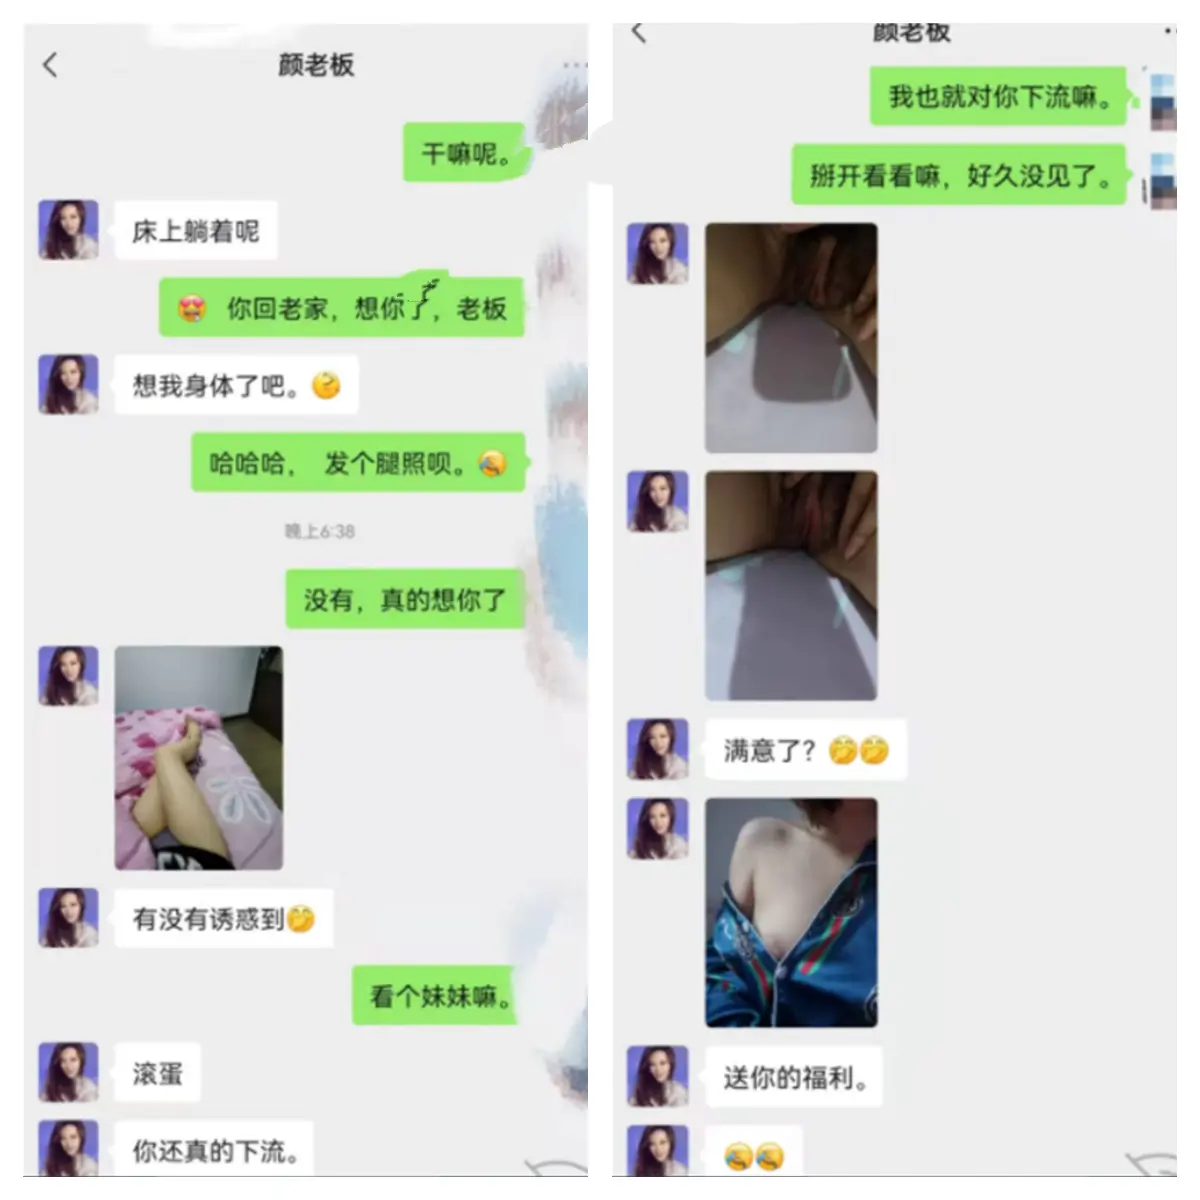 颜老板
干嘛呢。
床上躺着呢
你回老家，想你了，老板
想我身体了吧。
哈哈哈， 发个腿照呗。
晚上6:38
没有，真的想你了
有没有诱惑到
看个妹妹嘛。
滚蛋
你还真的下流。
颜老板
我也就对你下流嘛。
掰开看看嘛，好久没见了。
满意了？
送你的福利。